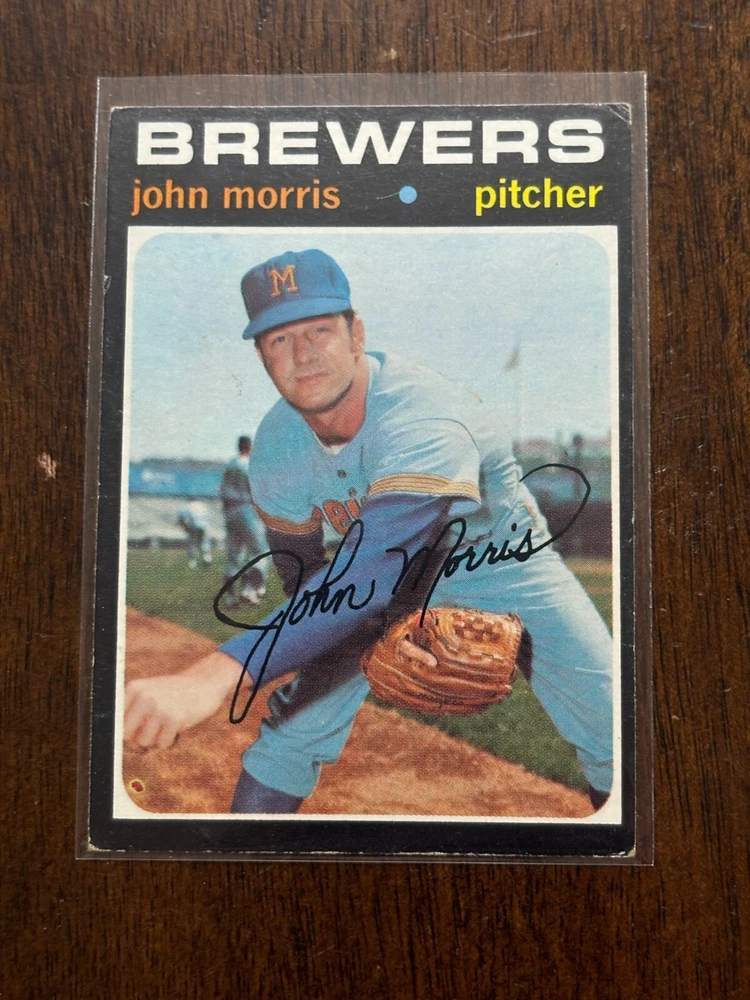 BREWERS
john morris • pitcher
M
John Morris